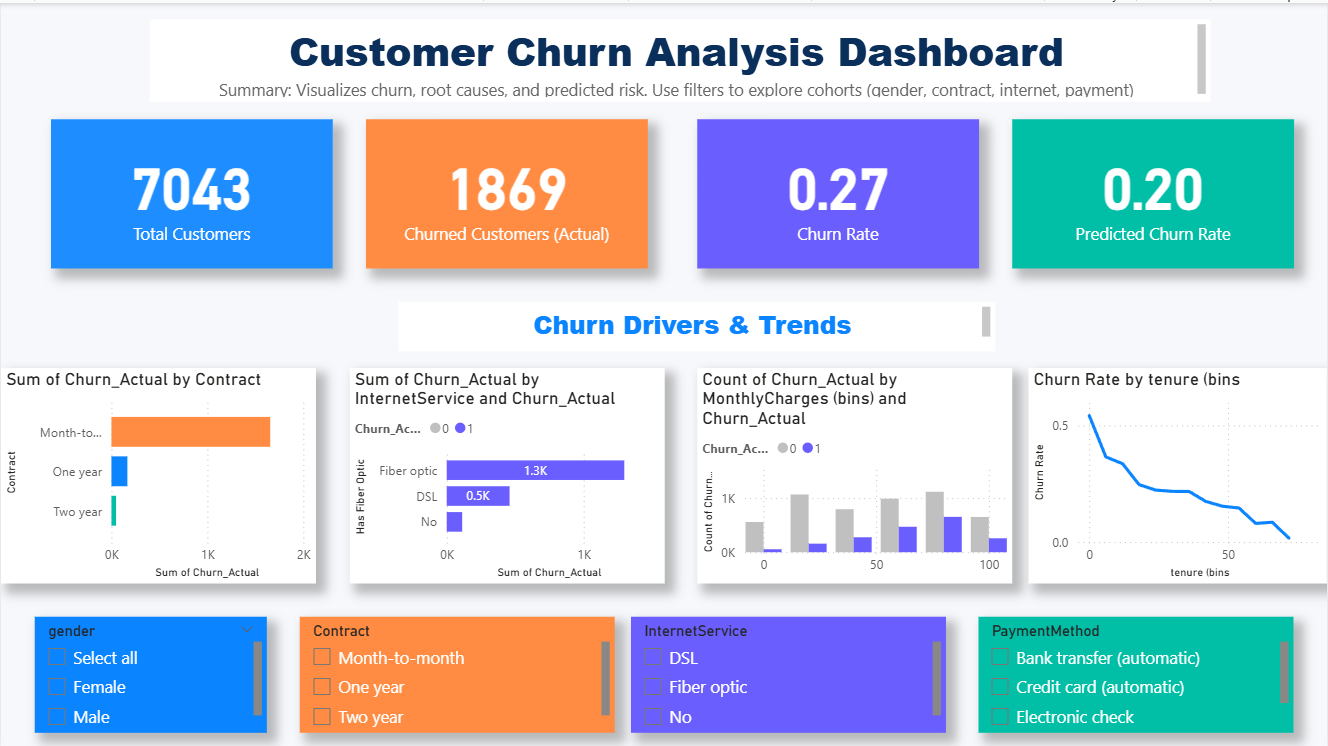 Customer Churn Analysis Dashboard
Summary: Visualizes churn, root causes, and predicted risk. Use filters to explore cohorts (gender, contract, internet, payment)
7043
Total Customers
1869
Churned Customers (Actual)
0.27
Churn Rate
0.20
Predicted Churn Rate
Churn Drivers & Trends
Sum of Churn_Actual by Contract
Contract
Month-to...
One year
Two year
0K
1K
2K
Sum of Churn_Actual
Sum of Churn_Actual by
InternetService and Churn_Actual
Churn_Ac...
0
1
Has Fiber Optic
Fiber optic
1.3K
DSL
0.5K
No
0K
1K
Sum of Churn_Actual
Count of Churn_Actual by
MonthlyCharges (bins) and
Churn_Actual
Churn_Ac...
0
1
Count of Churn...
1K
0K
0
50
100
Churn Rate by tenure (bins
Churn Rate
0.5
0.0
0
50
tenure (bins
gender
Select all
Female
Male
Contract
Month-to-month
One year
Two year
InternetService
DSL
Fiber optic
No
PaymentMethod
Bank transfer (automatic)
Credit card (automatic)
Electronic check